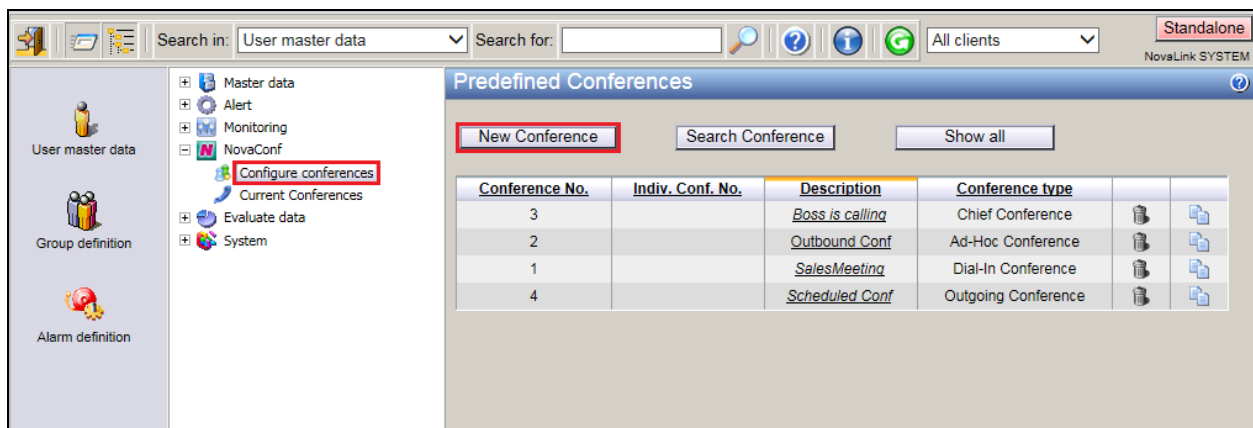 Search in: User master data Search for: All clients Standalone
NovaLink SYSTEM
User master data
Group definition
Alarm definition
Master data
Alert
Monitoring
NovaConf
Configure conferences
Current Conferences
Evaluate data
System
Predefined Conferences
New Conference Search Conference Show all
Conference No. Indiv. Conf. No. Description Conference type
3 Boss is calling Chief Conference
2 Outbound Conf Ad-Hoc Conference
1 SalesMeeting Dial-In Conference
4 Scheduled Conf Outgoing Conference